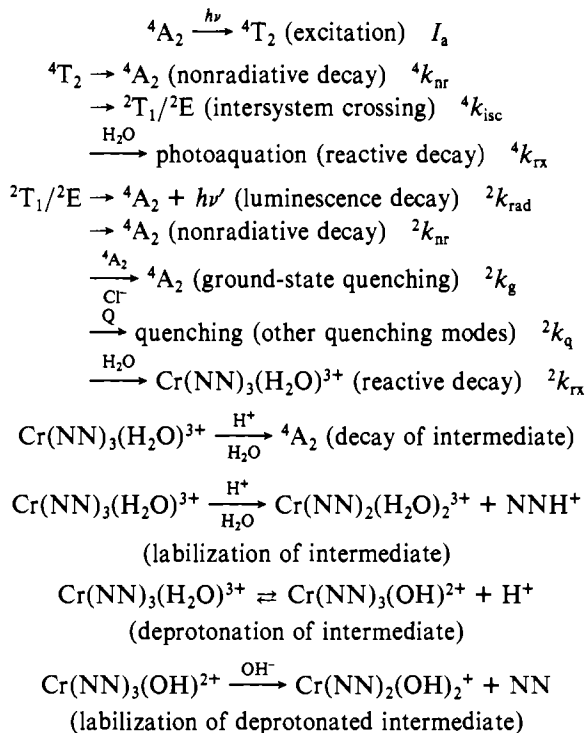 ⁴A₂ —hν→ ⁴T₂ (excitation) Iₐ
⁴T₂ → ⁴A₂ (nonradiative decay) ⁴k_nr
→ ²T₁/²E (intersystem crossing) ⁴k_isc
—H₂O→ photoaquation (reactive decay) ⁴k_rx
²T₁/²E → ⁴A₂ + hν′ (luminescence decay) ²k_rad
→ ⁴A₂ (nonradiative decay) ²k_nr
—⁴A₂/Cl⁻→ ⁴A₂ (ground-state quenching) ²k_g
—Q→ quenching (other quenching modes) ²k_q
—H₂O→ Cr(NN)₃(H₂O)³⁺ (reactive decay) ²k_rx
Cr(NN)₃(H₂O)³⁺ —H⁺/H₂O→ ⁴A₂ (decay of intermediate)
Cr(NN)₃(H₂O)³⁺ —H⁺/H₂O→ Cr(NN)₂(H₂O)₂³⁺ + NNH⁺
(labilization of intermediate)
Cr(NN)₃(H₂O)³⁺ ⇄ Cr(NN)₃(OH)²⁺ + H⁺
(deprotonation of intermediate)
Cr(NN)₃(OH)²⁺ —OH⁻→ Cr(NN)₂(OH)₂⁺ + NN
(labilization of deprotonated intermediate)